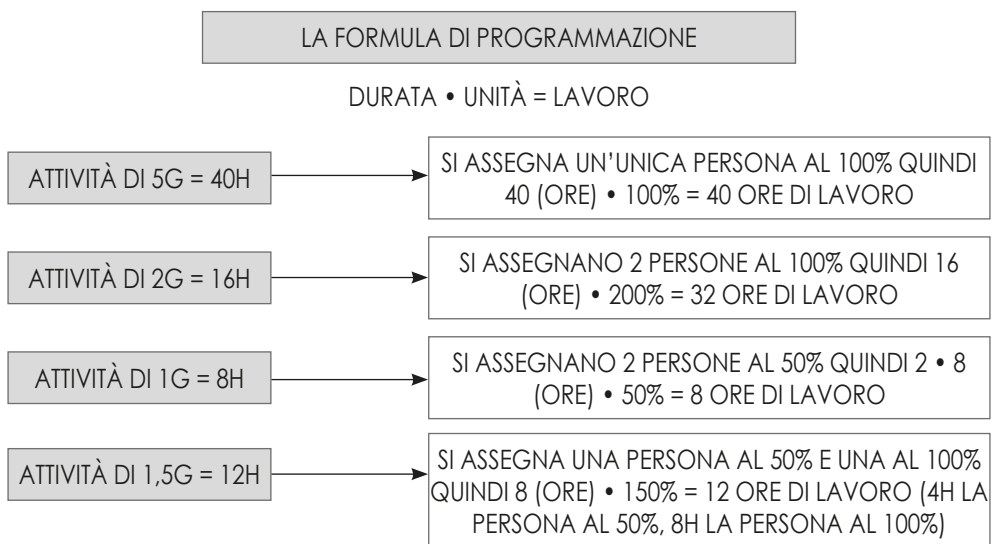 LA FORMULA DI PROGRAMMAZIONE
DURATA • UNITÀ = LAVORO
ATTIVITÀ DI 5G = 40H
SI ASSEGNA UN’UNICA PERSONA AL 100% QUINDI
40 (ORE) • 100% = 40 ORE DI LAVORO
ATTIVITÀ DI 2G = 16H
SI ASSEGNANO 2 PERSONE AL 100% QUINDI 16
(ORE) • 200% = 32 ORE DI LAVORO
ATTIVITÀ DI 1G = 8H
SI ASSEGNANO 2 PERSONE AL 50% QUINDI 2 • 8
(ORE) • 50% = 8 ORE DI LAVORO
ATTIVITÀ DI 1,5G = 12H
SI ASSEGNA UNA PERSONA AL 50% E UNA AL 100%
QUINDI 8 (ORE) • 150% = 12 ORE DI LAVORO (4H LA
PERSONA AL 50%, 8H LA PERSONA AL 100%)